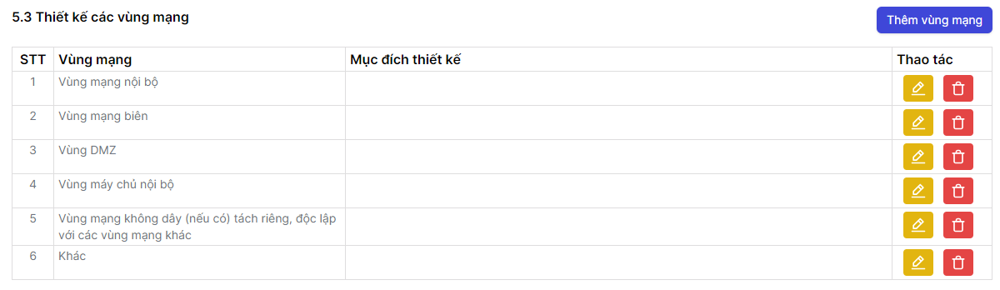 5.3 Thiết kế các vùng mạng
Thêm vùng mạng
STT Vùng mạng Mục đích thiết kế Thao tác
1 Vùng mạng nội bộ
2 Vùng mạng biên
3 Vùng DMZ
4 Vùng máy chủ nội bộ
5 Vùng mạng không dây (nếu có) tách riêng, độc lập
với các vùng mạng khác
6 Khác